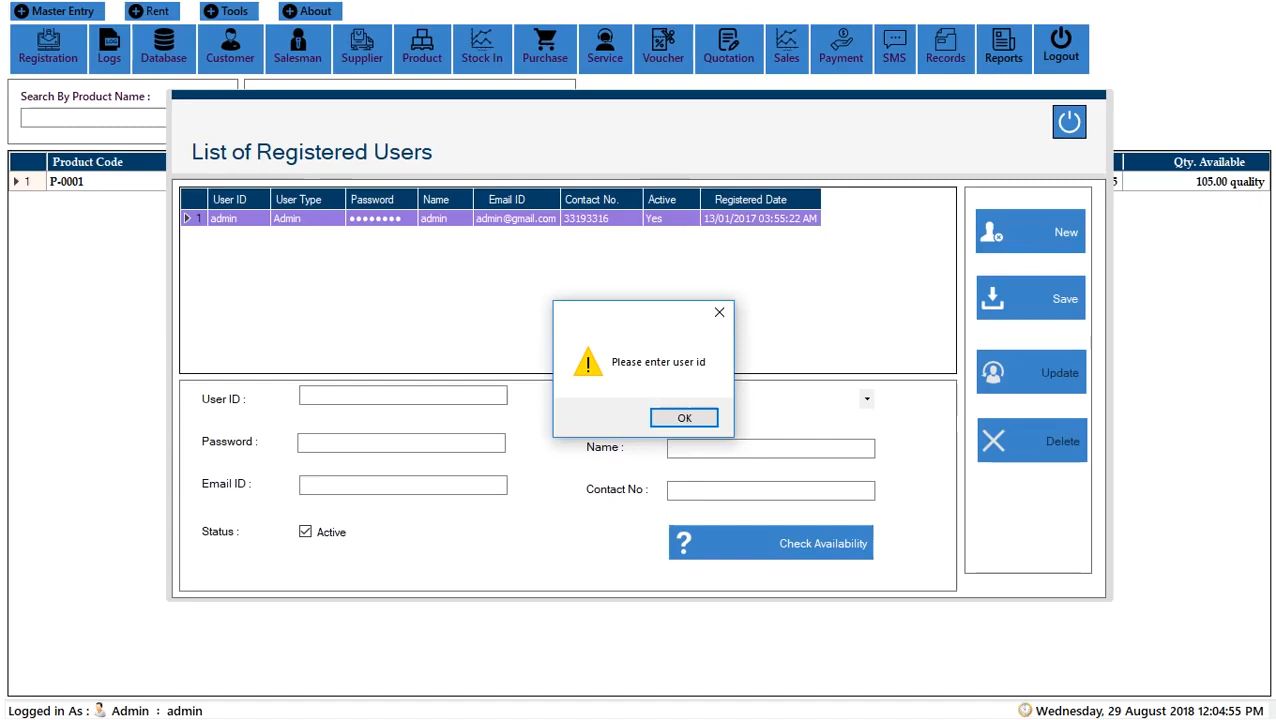 Master Entry Rent Tools About
Registration Logs Database Customer Salesman Supplier Product Stock In Purchase Service Voucher Quotation Sales Payment SMS Records Reports Logout
Search By Product Name :
List of Registered Users
Product Code Qty. Available
1 P-0001 5 105.00 quality
User ID User Type Password Name Email ID Contact No. Active Registered Date
1 admin Admin ●●●●●●●● admin admin@gmail.com 33193316 Yes 13/01/2017 03:55:22 AM
New
Save
Update
Delete
Please enter user id
OK
User ID :
Password :
Name :
Email ID :
Contact No :
Status : Active
? Check Availability
Logged in As : Admin : admin Wednesday, 29 August 2018 12:04:55 PM